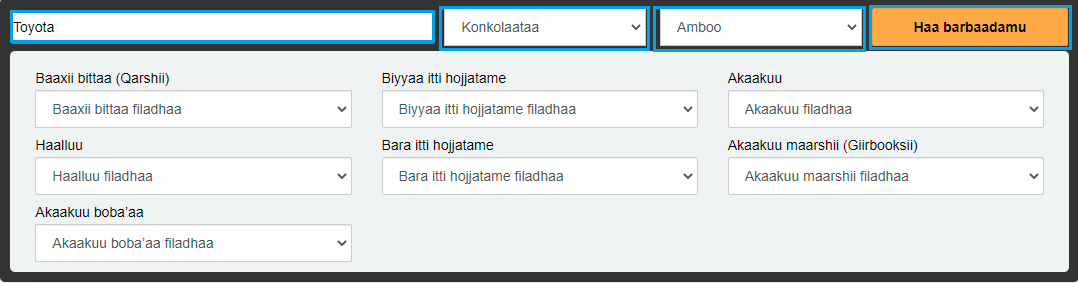 Toyota Konkolaataa Amboo Haa barbaadamu
Baaxii bittaa (Qarshii) Biyyaa itti hojjatame Akaakuu
Baaxii bittaa filadhaa Biyyaa itti hojjatame filadhaa Akaakuu filadhaa
Haalluu Bara itti hojjatame Akaakuu maarshii (Giirbooksii)
Haalluu filadhaa Bara itti hojjatame filadhaa Akaakuu maarshii filadhaa
Akaakuu boba’aa
Akaakuu boba’aa filadhaa